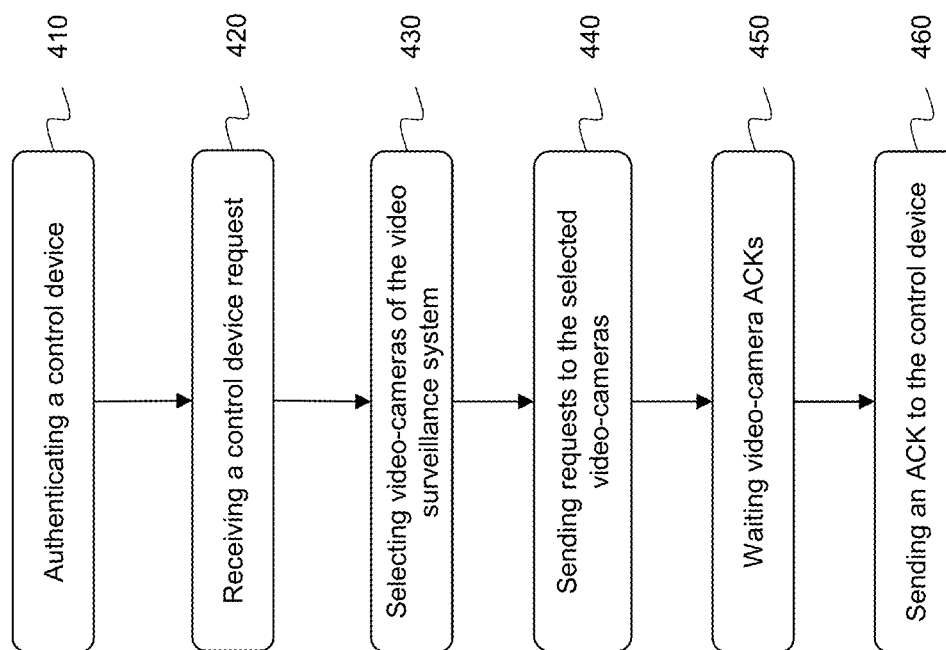 Authenticating a control device
410
Receiving a control device request
420
Selecting video-cameras of the video
surveillance system
430
Sending requests to the selected
video-cameras
440
Waiting video-camera ACKs
450
Sending an ACK to the control device
460